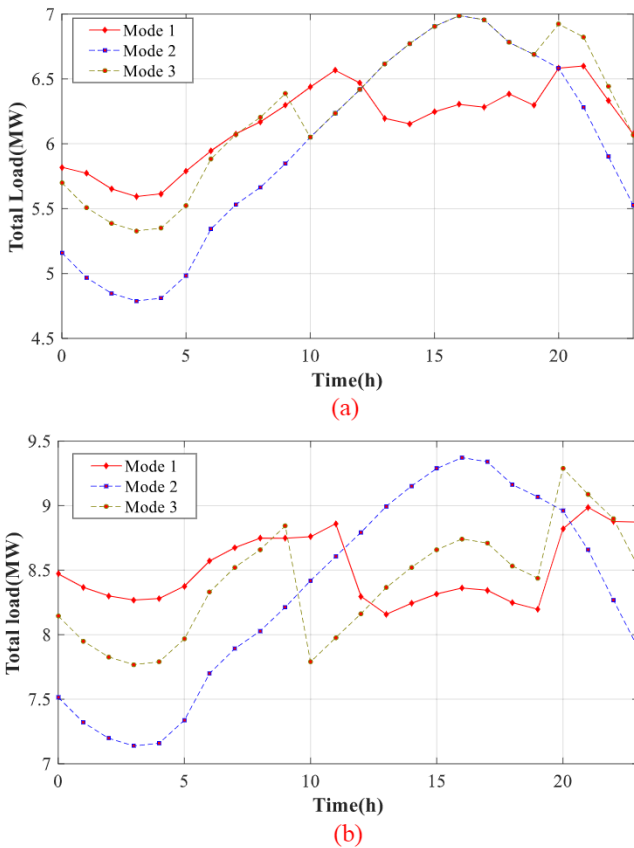 7
6.5
6
5.5
5
4.5
Total Load(MW)
Mode 1
Mode 2
Mode 3
0 5 10 15 20
Time(h)
(a)
9.5
9
8.5
8
7.5
7
Total load(MW)
Mode 1
Mode 2
Mode 3
0 5 10 15 20
Time(h)
(b)